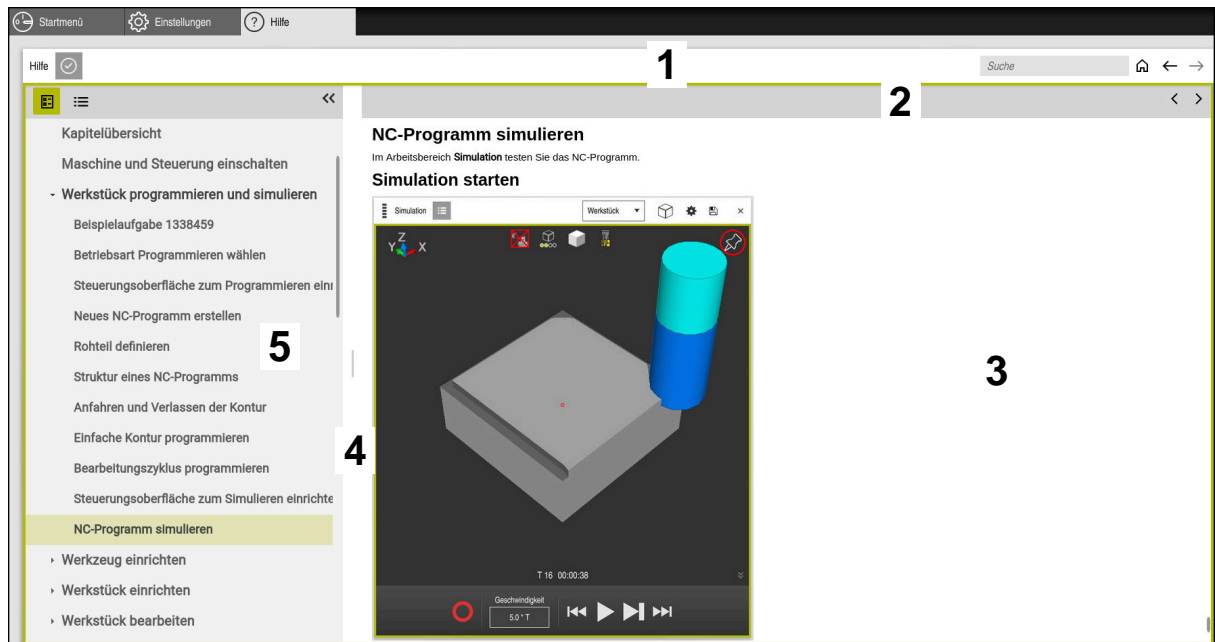 Startmenü
Einstellungen
? Hilfe
1
Hilfe
Suche
2
Kapitelübersicht
Maschine und Steuerung einschalten
Werkstück programmieren und simulieren
Beispielaufgabe 1338459
Betriebsart Programmieren wählen
Steuerungsoberfläche zum Programmieren ein
Neues NC-Programm erstellen
5
Rohteil definieren
Struktur eines NC-Programms
Anfahren und Verlassen der Kontur
Einfache Kontur programmieren
Bearbeitungszyklus programmieren
Steuerungsoberfläche zum Simulieren einrichte
NC-Programm simulieren
Werkzeug einrichten
Werkstück einrichten
Werkstück bearbeiten
4
NC-Programm simulieren
Im Arbeitsbereich Simulation testen Sie das NC-Programm.
Simulation starten
Simulation
Werkstück
Z
Y X
T 16 00:00:38
Geschwindigkeit
5.0 * T
3